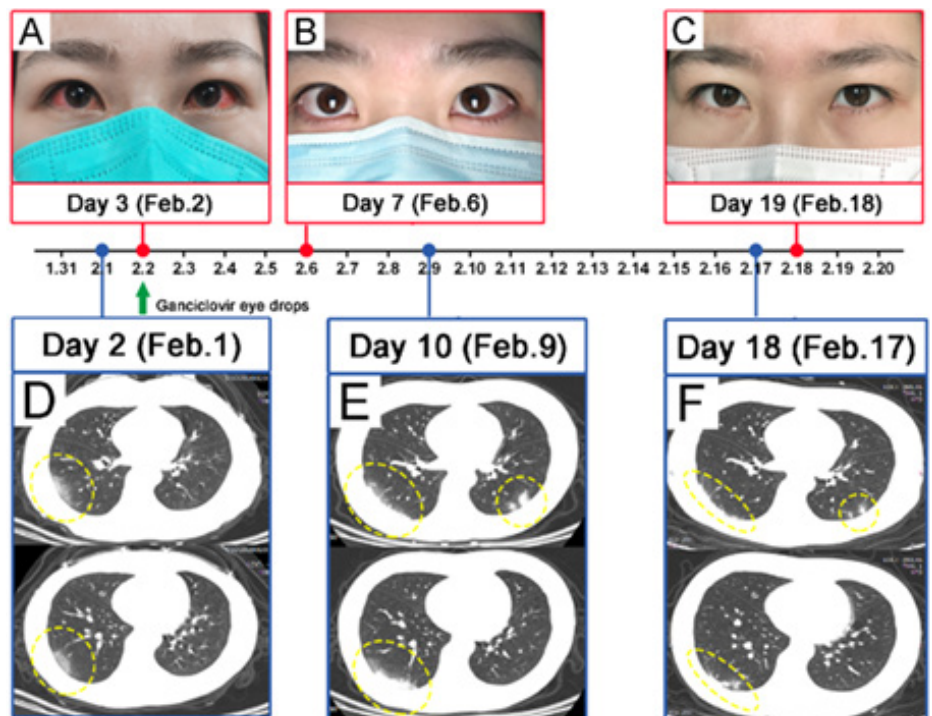 A
B
C
Day 3 (Feb.2)
Day 7 (Feb.6)
Day 19 (Feb.18)
1.31 2.1 2.2 2.3 2.4 2.5 2.6 2.7 2.8 2.9 2.10 2.11 2.12 2.13 2.14 2.15 2.16 2.17 2.18 2.19 2.20
Ganciclovir eye drops
Day 2 (Feb.1)
Day 10 (Feb.9)
Day 18 (Feb.17)
D
E
F